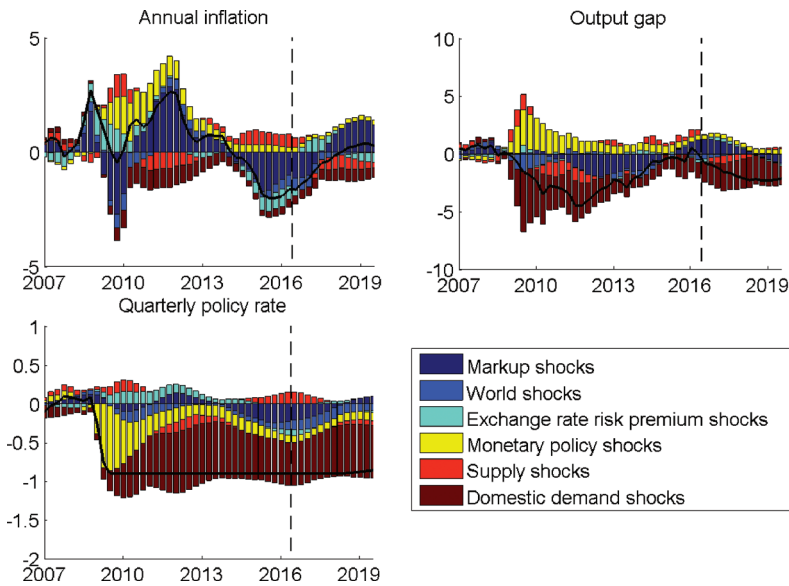 Annual inflation
5
0
-5
2007 2010 2013 2016 2019
Output gap
10
5
0
-5
-10
2007 2010 2013 2016 2019
Quarterly policy rate
1
0.5
0
-0.5
-1
-1.5
-2
2007 2010 2013 2016 2019
Markup shocks
World shocks
Exchange rate risk premium shocks
Monetary policy shocks
Supply shocks
Domestic demand shocks